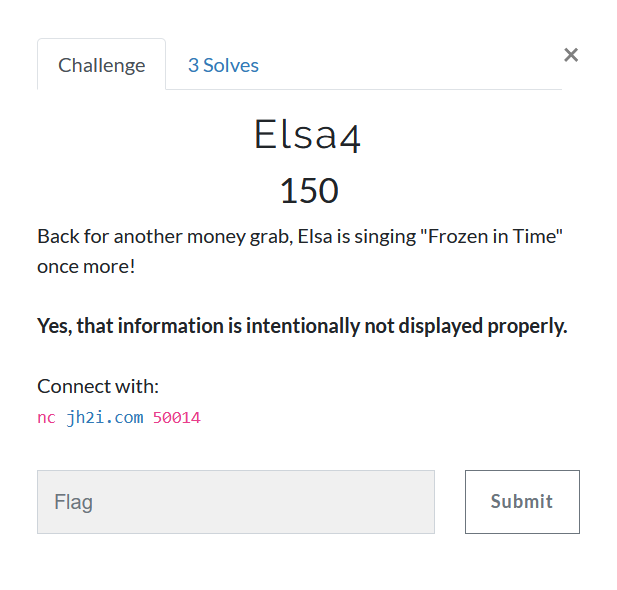 Challenge
3 Solves
×
Elsa4
150
Back for another money grab, Elsa is singing "Frozen in Time"
once more!
Yes, that information is intentionally not displayed properly.
Connect with:
nc jh2i.com 50014
Flag
Submit